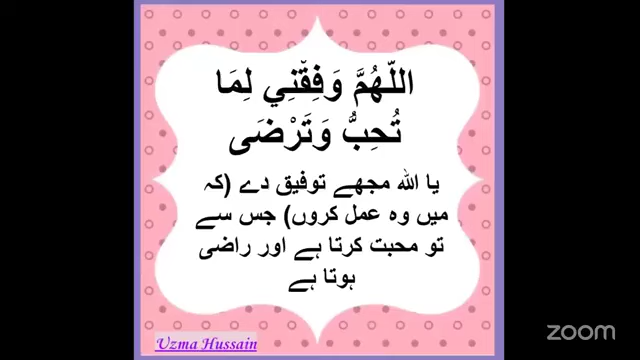 اللّهُمَّ وَفِقْنِي لِمَا
تُحِبُّ وَتَرْضَى
یا اللہ مجھے توفیق دے (کہ
میں وہ عمل کروں) جس سے
تو محبت کرتا ہے اور راضی
ہوتا ہے
Uzma Hussain
zoom